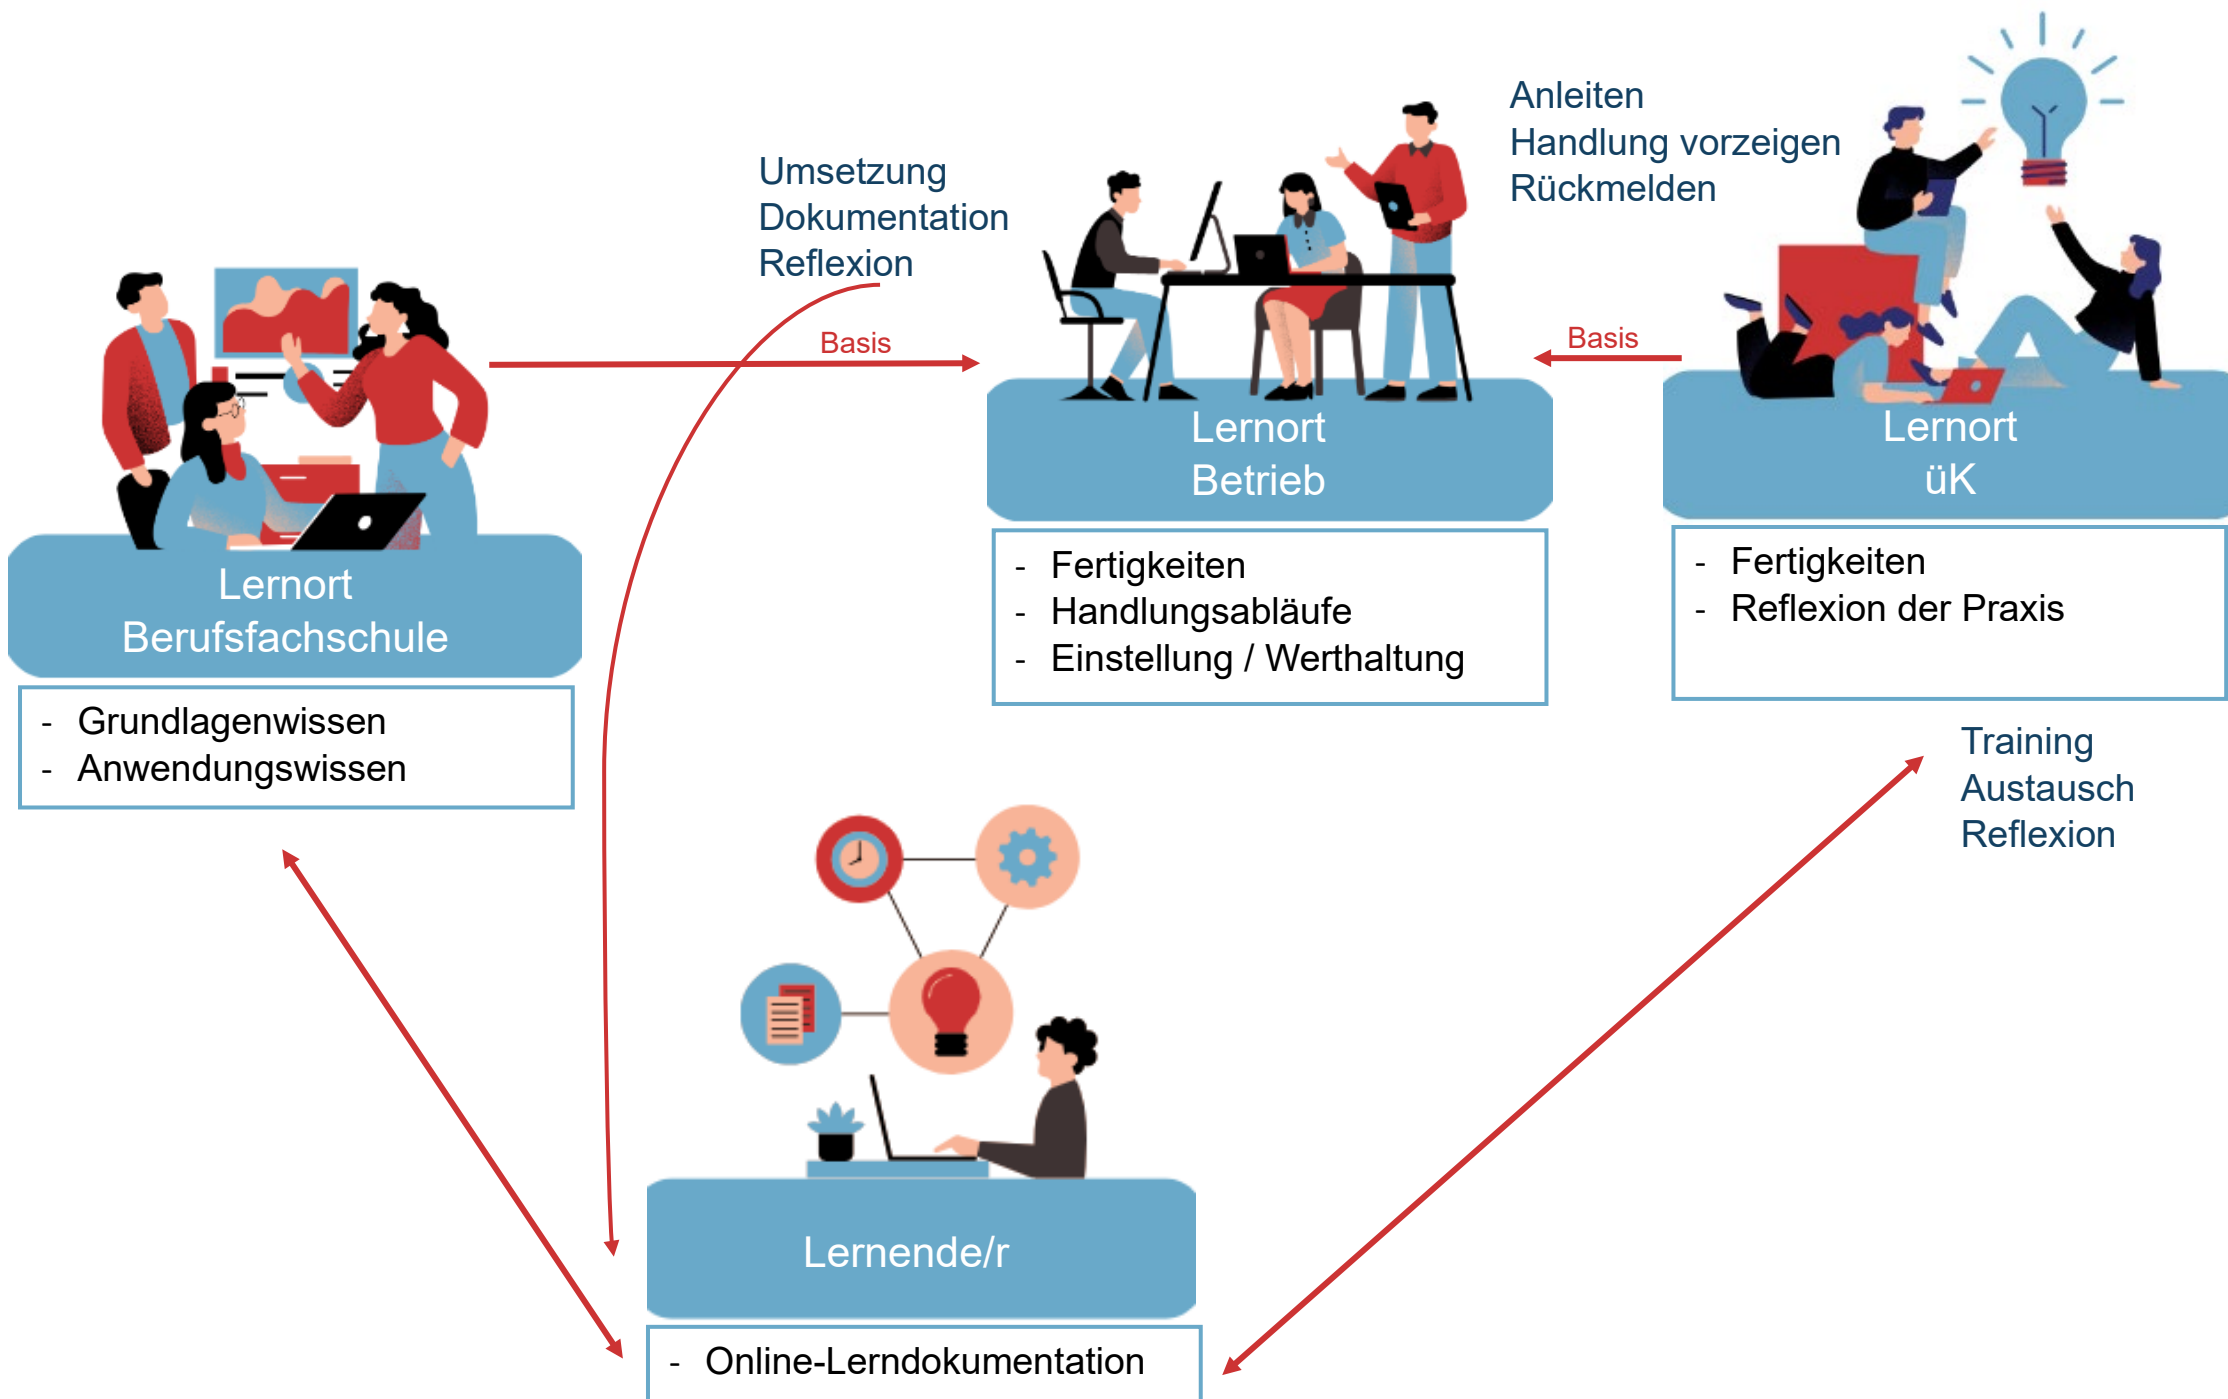 Anleiten
Handlung vorzeigen
Rückmelden
Umsetzung
Dokumentation
Reflexion
Basis
Basis
Lernort
Berufsfachschule
- Grundlagenwissen
- Anwendungswissen
Lernort
Betrieb
- Fertigkeiten
- Handlungsabläufe
- Einstellung / Werthaltung
Lernort
üK
- Fertigkeiten
- Reflexion der Praxis
Training
Austausch
Reflexion
Lernende/r
- Online-Lerndokumentation